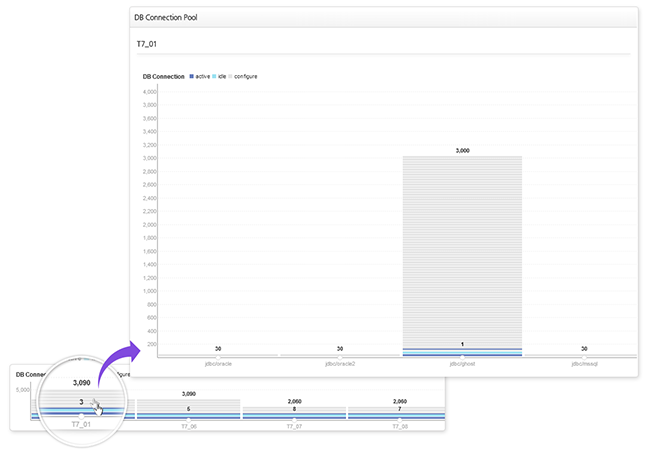 DB Connection Pool
T7_01
DB Connection active idle configure
4,000
3,800
3,600
3,400
3,200
3,000
2,800
2,600
2,400
2,200
2,000
1,800
1,600
1,400
1,200
1,000
800
600
400
200
30 30 3,000 1 30
jdbc/oracle jdbc/oracle2 jdbc/ghost jdbc/mssql
DB Conne
5,000
3,090 3,090 2,060 2,060
3 5 8 7
T7_01 T7_06 T7_07 T7_08